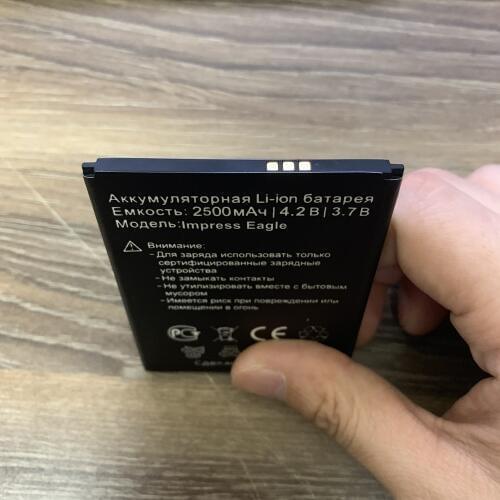 Аккумуляторная Li-ion батарея
Емкость: 2500мАч | 4.2 В | 3.7 В
Модель:Impress Eagle
Внимание:
- Для заряда использовать только
сертифицированные зарядные
устройства
- Не замыкать контакты
- Не утилизировать вместе с бытовым
мусором
- Имеется риск при повреждении или
помещении в огонь